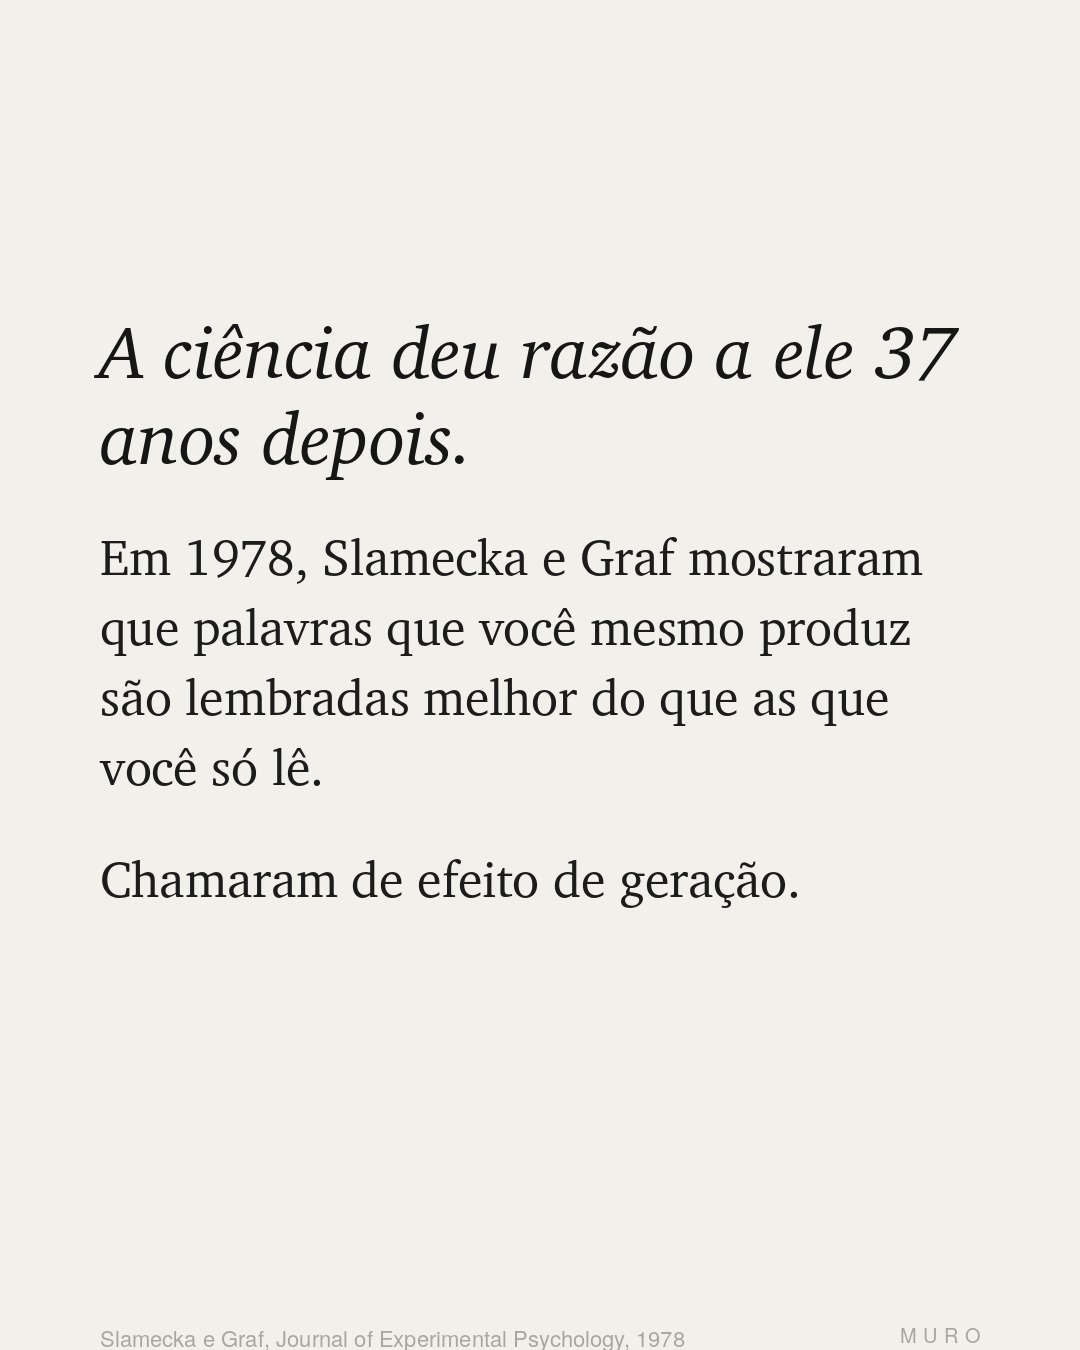 A ciência deu razão a ele 37
anos depois.
Em 1978, Slamecka e Graf mostraram
que palavras que você mesmo produz
são lembradas melhor do que as que
você só lê.
Chamaram de efeito de geração.
Slamecka e Graf, Journal of Experimental Psychology, 1978
MURO